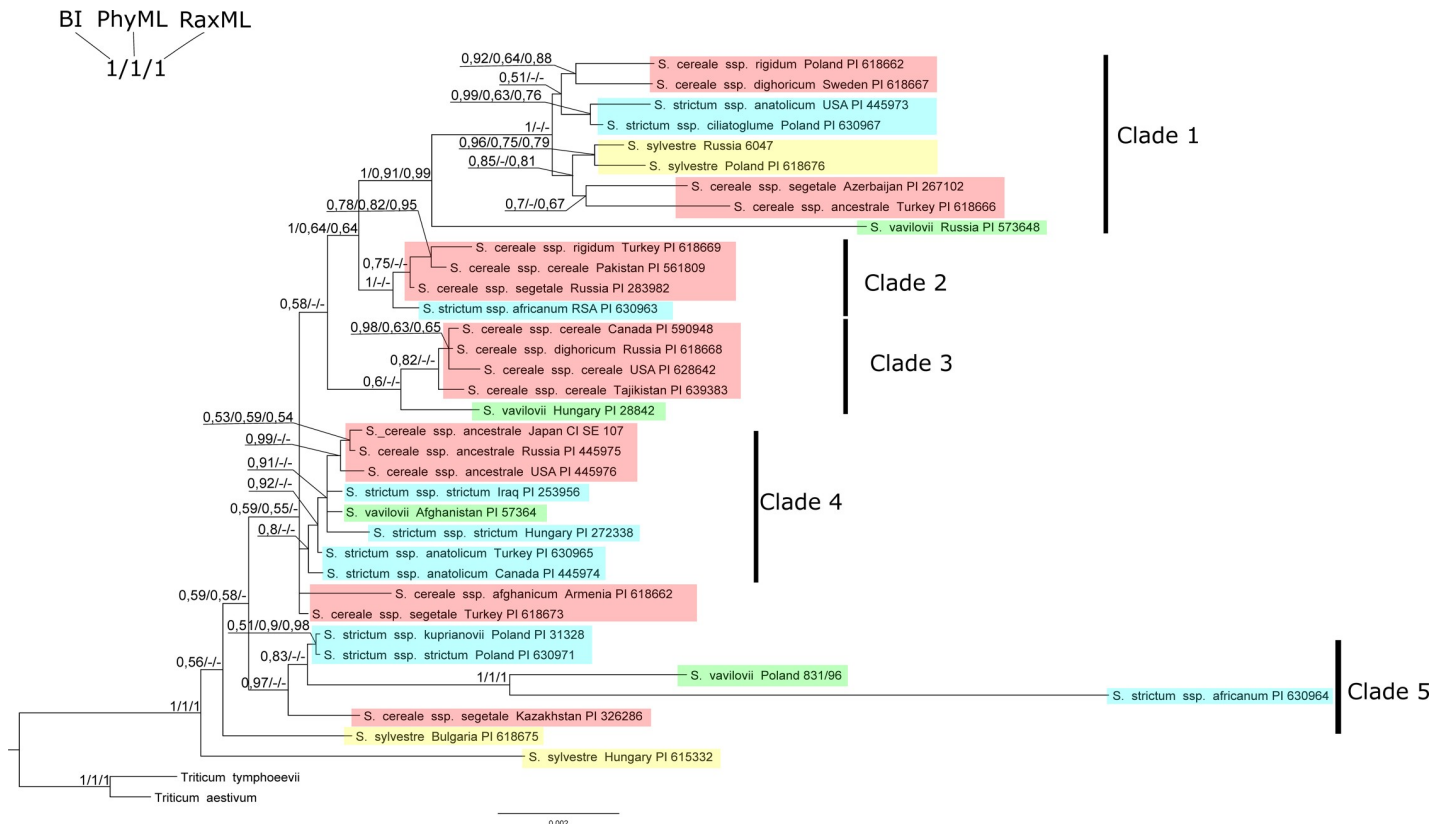 BI PhyML RaxML
1/1/1
0,92/0,64/0,88
S. cereale ssp. rigidum Poland PI 618662
0,51/-/-
S. cereale ssp. dighoricum Sweden PI 618667
0,99/0,63/0,76
S. strictum ssp. anatolicum USA PI 445973
S. strictum ssp. ciliatoglume Poland PI 630967
Clade 1
1/-/-
0,96/0,75/0,79
S. sylvestre Russia 6047
0,85/-/0,81
S. sylvestre Poland PI 618676
1/0,91/0,99
S. cereale ssp. segetale Azerbaijan PI 267102
0,7/-/0,67
S. cereale ssp. ancestrale Turkey PI 618666
0,78/0,82/0,95
S. vavilovii Russia PI 573648
1/0,64/0,64
S. cereale ssp. rigidum Turkey PI 618669
0,75/-/-
S. cereale ssp. cereale Pakistan PI 561809
1/-/-
S. cereale ssp. segetale Russia PI 283982
Clade 2
0,58/-/-
S. strictum ssp. africanum RSA PI 630963
0,98/0,63/0,65
S. cereale ssp. cereale Canada PI 590948
S. cereale ssp. dighoricum Russia PI 618668
0,82/-/-
S. cereale ssp. cereale USA PI 628642
Clade 3
0,6/-/-
S. cereale ssp. cereale Tajikistan PI 639383
S. vavilovii Hungary PI 28842
0,53/0,59/0,54
S._cereale ssp. ancestrale Japan CI SE 107
0,99/-/-
S. cereale ssp. ancestrale Russia PI 445975
0,91/-/-
S. cereale ssp. ancestrale USA PI 445976
0,92/-/-
S. strictum ssp. strictum Iraq PI 253956
Clade 4
0,59/0,55/-
S. vavilovii Afghanistan PI 57364
0,8/-/-
S. strictum ssp. strictum Hungary PI 272338
S. strictum ssp. anatolicum Turkey PI 630965
S. strictum ssp. anatolicum Canada PI 445974
0,59/0,58/-
S. cereale ssp. afghanicum Armenia PI 618662
S. cereale ssp. segetale Turkey PI 618673
0,51/0,9/0,98
S. strictum ssp. kuprianovii Poland PI 31328
0,56/-/-
0,83/-/-
S. strictum ssp. strictum Poland PI 630971
0,97/-/-
1/1/1
S. vavilovii Poland 831/96
S. strictum ssp. africanum PI 630964
Clade 5
1/1/1
S. cereale ssp. segetale Kazakhstan PI 326286
S. sylvestre Bulgaria PI 618675
S. sylvestre Hungary PI 615332
1/1/1
Triticum tymphoeevii
Triticum aestivum
0.002